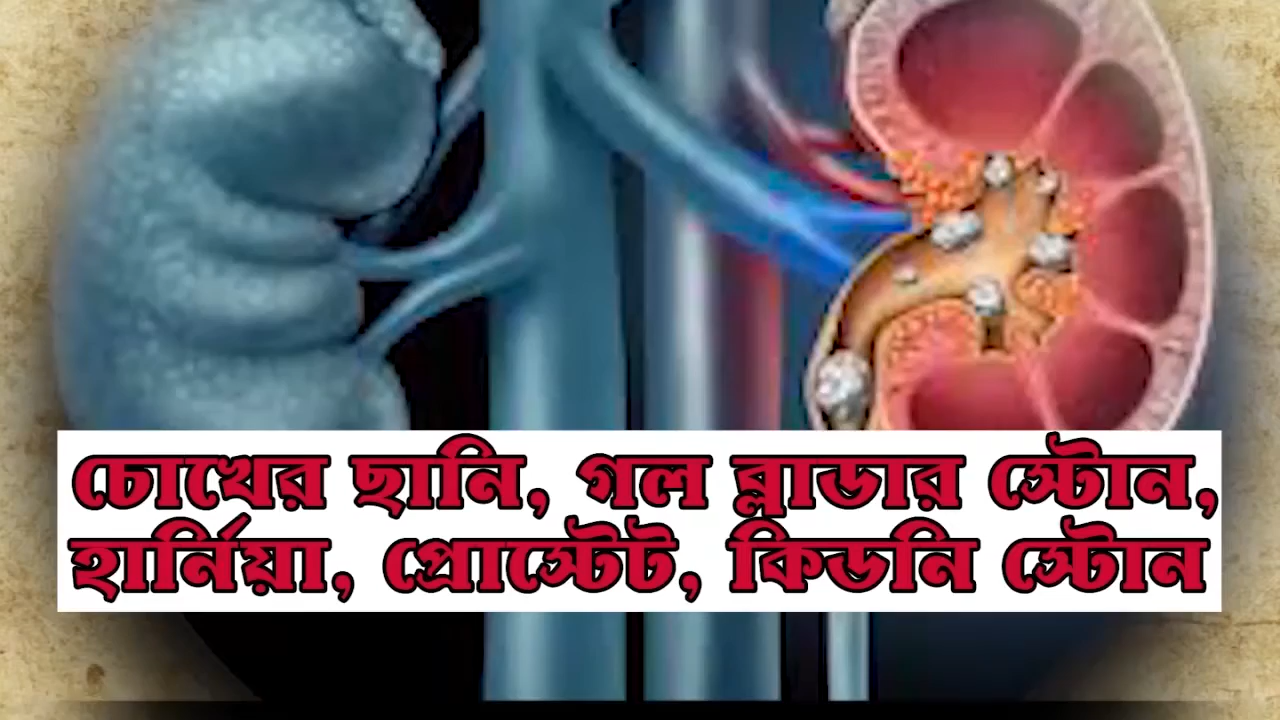 চোখের ছানি, গল ব্লাডার স্টোন,
হার্নিয়া, প্রোস্টেট, কিডনি স্টোন